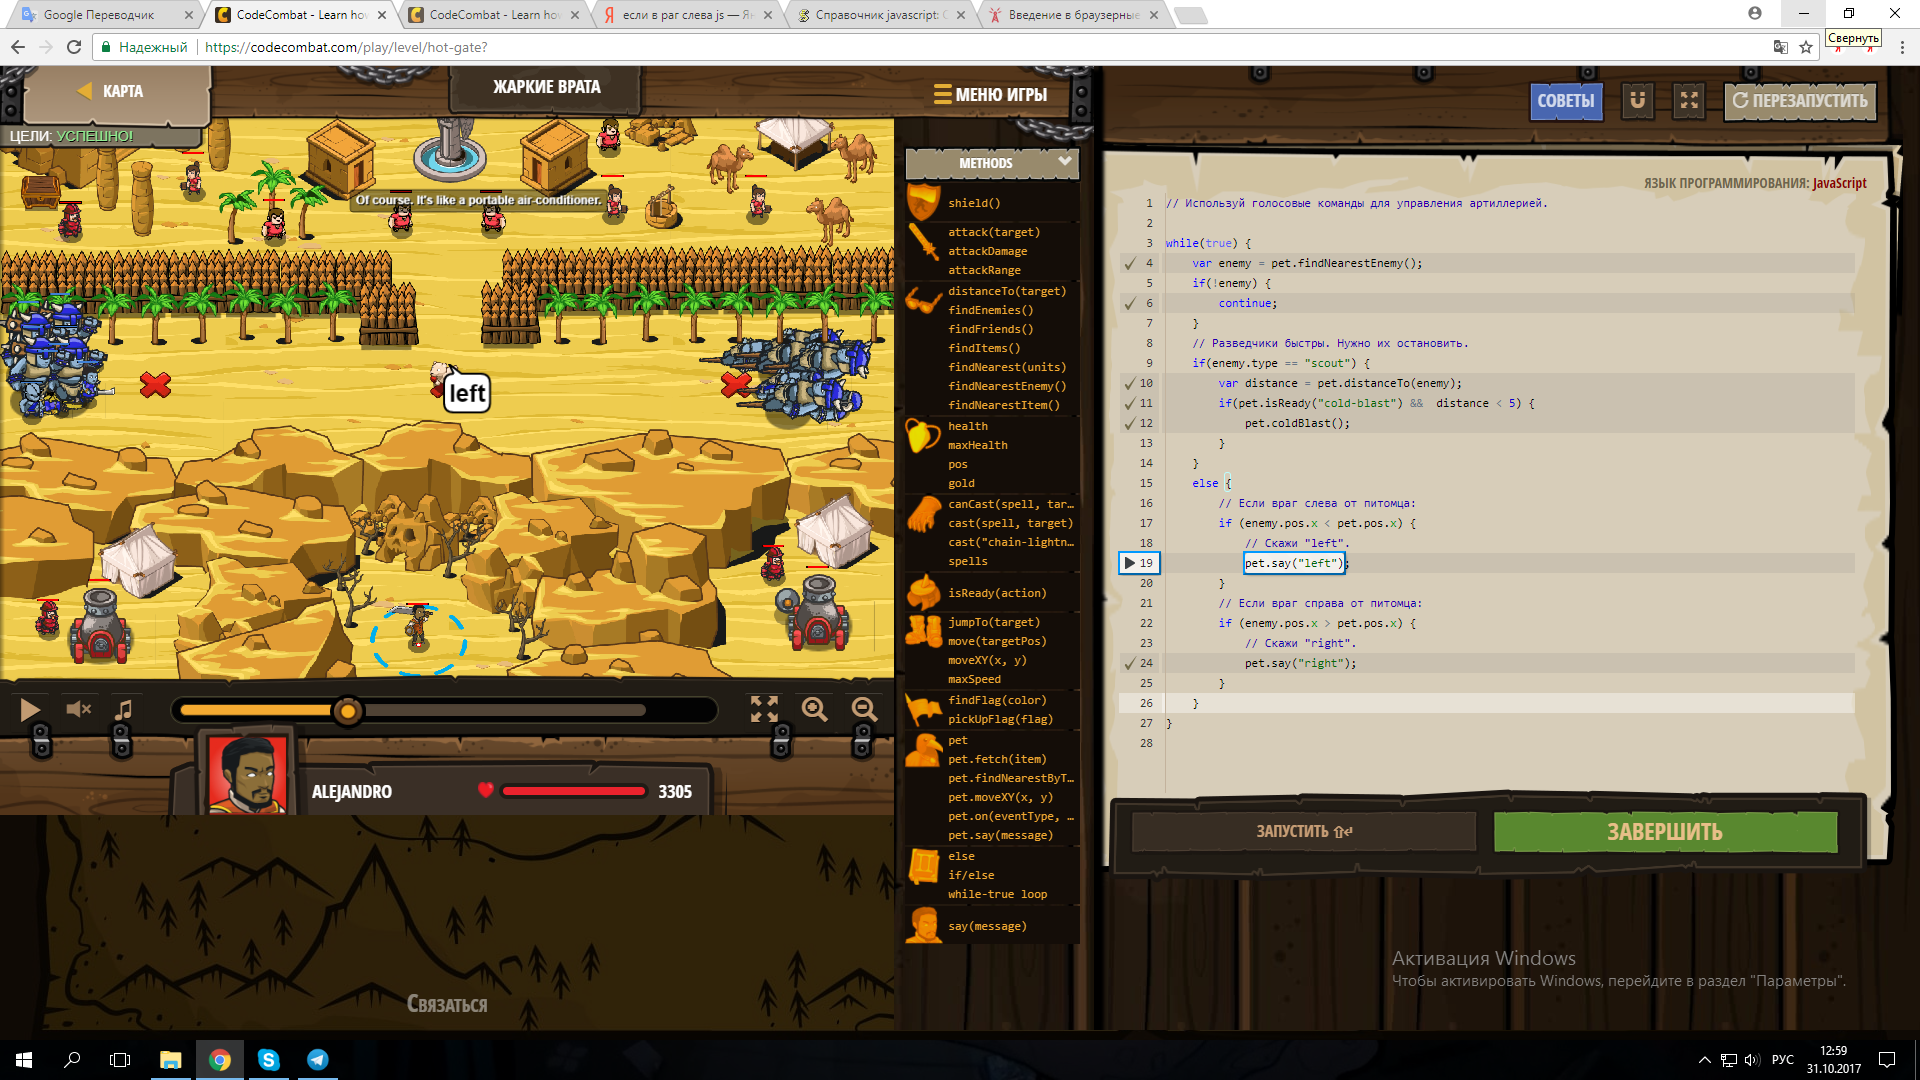 Google Переводчик
CodeCombat - Learn how
CodeCombat - Learn how
если в раг слева js — Ян
Справочник javascript: С
Введение в браузерные
Свернуть
Надежный
https://codecombat.com/play/level/hot-gate?
КАРТА
ЖАРКИЕ ВРАТА
МЕНЮ ИГРЫ
ЦЕЛИ: УСПЕШНО!
Of course. It's like a portable air-conditioner.
left
ALEJANDRO
3305
Связаться
METHODS
shield()
attack(target)
attackDamage
attackRange
distanceTo(target)
findEnemies()
findFriends()
findItems()
findNearest(units)
findNearestEnemy()
findNearestItem()
health
maxHealth
pos
gold
canCast(spell, tar…
cast(spell, target)
cast("chain-lightn…
spells
isReady(action)
jumpTo(target)
move(targetPos)
moveXY(x, y)
maxSpeed
findFlag(color)
pickUpFlag(flag)
pet
pet.fetch(item)
pet.findNearestByT…
pet.moveXY(x, y)
pet.on(eventType, …
pet.say(message)
else
if/else
while-true loop
say(message)
СОВЕТЫ
ПЕРЕЗАПУСТИТЬ
ЯЗЫК ПРОГРАММИРОВАНИЯ: JavaScript
1 // Используй голосовые команды для управления артиллерией.
2
3 while(true) {
4 var enemy = pet.findNearestEnemy();
5 if(!enemy) {
6 continue;
7 }
8 // Разведчики быстры. Нужно их остановить.
9 if(enemy.type == "scout") {
10 var distance = pet.distanceTo(enemy);
11 if(pet.isReady("cold-blast") && distance < 5) {
12 pet.coldBlast();
13 }
14 }
15 else {
16 // Если враг слева от питомца:
17 if (enemy.pos.x < pet.pos.x) {
18 // Скажи "left".
19 pet.say("left");
20 }
21 // Если враг справа от питомца:
22 if (enemy.pos.x > pet.pos.x) {
23 // Скажи "right".
24 pet.say("right");
25 }
26 }
27 }
28
ЗАПУСТИТЬ ⇧↵
ЗАВЕРШИТЬ
Активация Windows
Чтобы активировать Windows, перейдите в раздел "Параметры".
РУС
12:59
31.10.2017